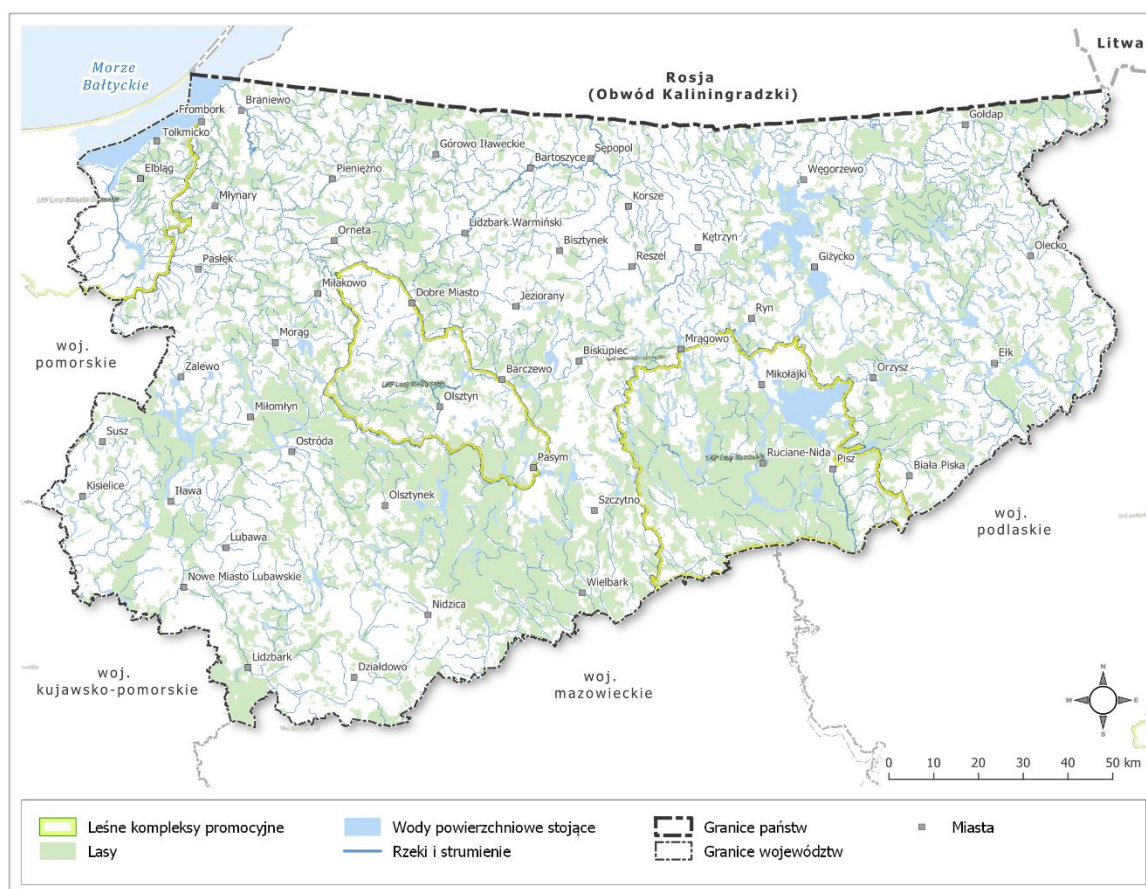 Litwa
Morze
Bałtyckie
Rosja
(Obwód Kaliningradzki)
Braniewo
Frombork
Gołdap
Tolkmicko
Górowo Iławeckie
Sępopol
Bartoszyce
Elbląg
Pieniężno
Węgorzewo
Młynary
Korsze
Lidzbark Warmiński
Orneta
Bisztynek
Kętrzyn
Olecko
Pasłęk
Reszel
Giżycko
Miłakowo
Dobre Miasto
Jeziorany
Ryn
woj.
pomorskie
Morąg
Mrągowo
Biskupiec
Ełk
Zalewo
Barczewo
Mikołajki
Orzysz
Olsztyn
Miłomłyn
Susz
Ostróda
Ruciane-Nida
Pisz
Pasym
Biała Piska
Kisielice
Iława
Olsztynek
Szczytno
woj.
podlaskie
Lubawa
Nowe Miasto Lubawskie
Wielbark
Nidzica
Lidzbark
Działdowo
woj.
kujawsko-pomorskie
woj.
mazowieckie
N
W
E
S
0 10 20 30 40 50 km
Leśne kompleksy promocyjne
Wody powierzchniowe stojące
Granice państw
Miasta
Lasy
Rzeki i strumienie
Granice województw